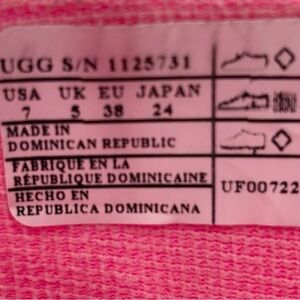 UGG S/N 1125731
USA UK EU JAPAN
7 5 38 24
MADE IN
DOMINICAN REPUBLIC
FABRIQUÉ EN LA
RÉPUBLIQUE DOMINICAINE
HECHO EN
REPUBLICA DOMINICANA
UF00722